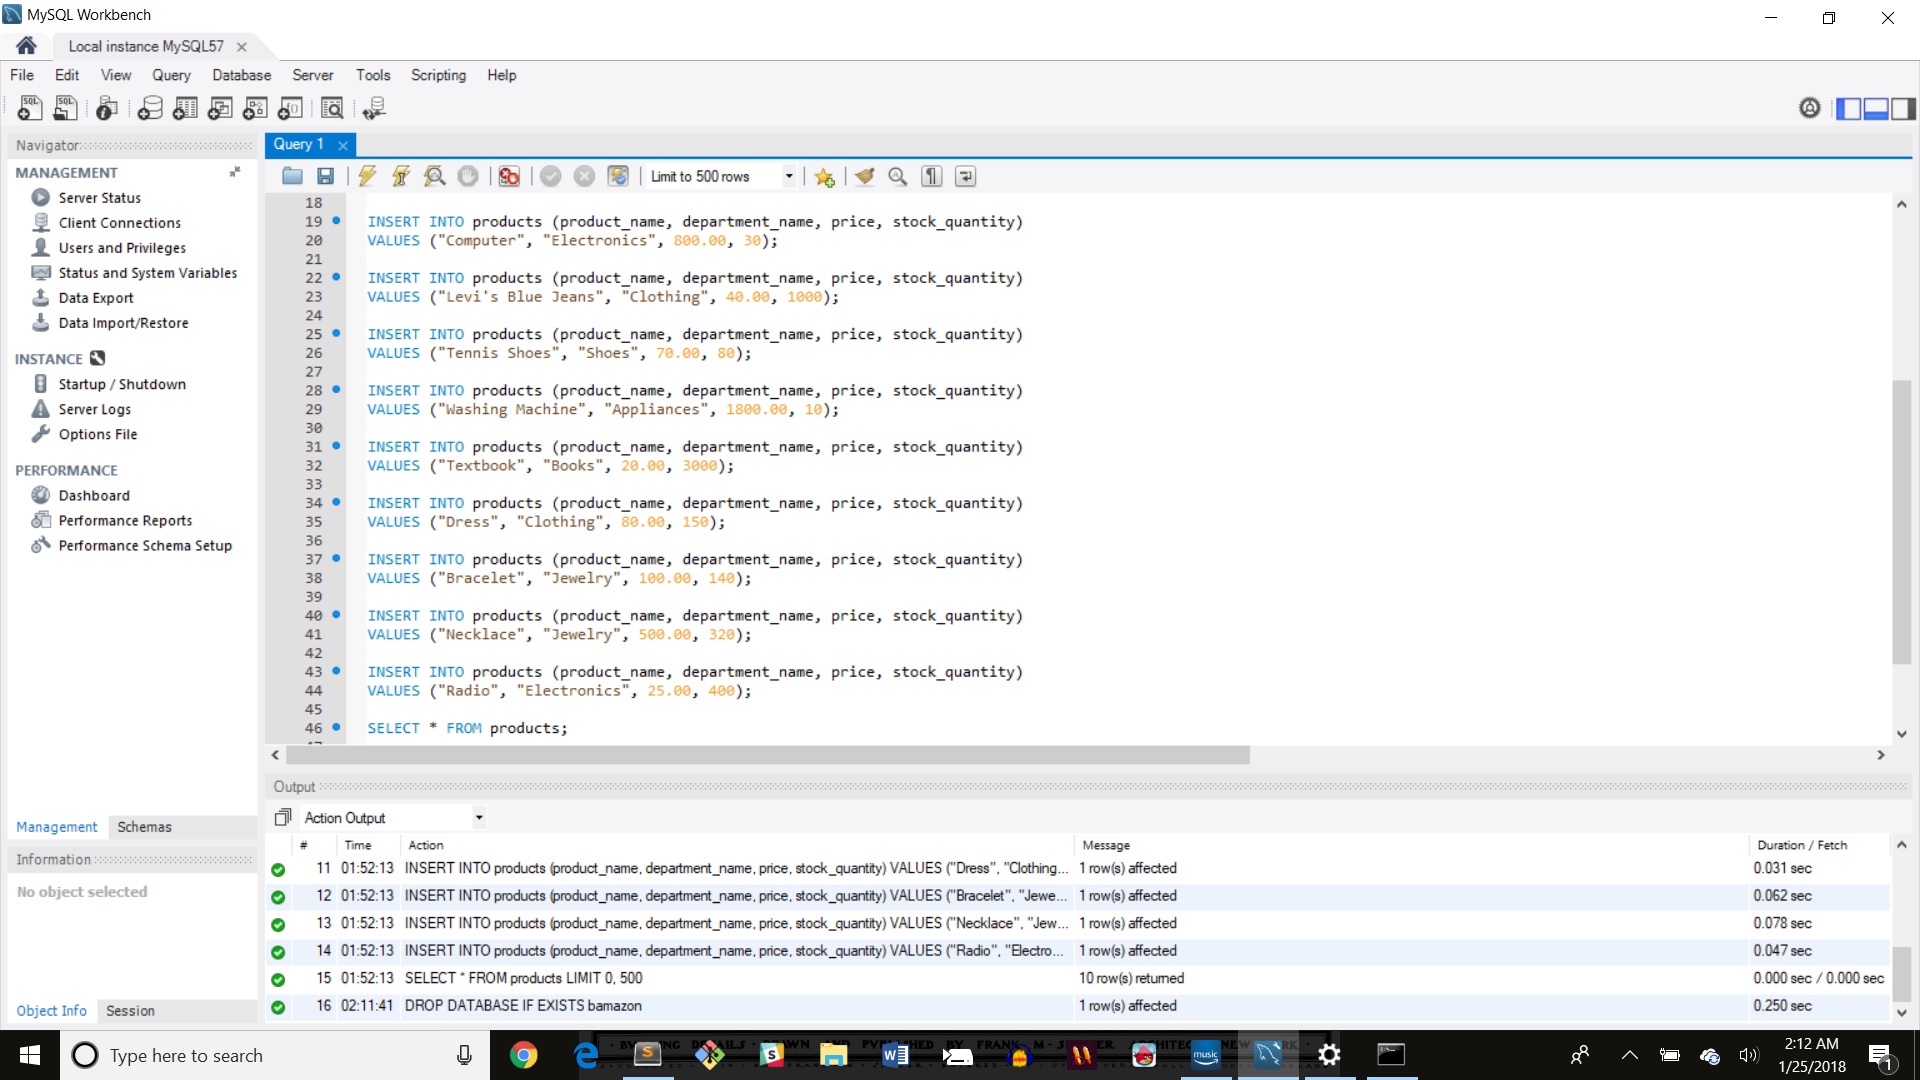 MySQL Workbench
Local instance MySQL57
File Edit View Query Database Server Tools Scripting Help
Navigator
MANAGEMENT
Server Status
Client Connections
Users and Privileges
Status and System Variables
Data Export
Data Import/Restore
INSTANCE
Startup / Shutdown
Server Logs
Options File
PERFORMANCE
Dashboard
Performance Reports
Performance Schema Setup
Management Schemas
Information
No object selected
Object Info Session
Query 1
Limit to 500 rows
18
19 INSERT INTO products (product_name, department_name, price, stock_quantity)
20 VALUES ("Computer", "Electronics", 800.00, 30);
21
22 INSERT INTO products (product_name, department_name, price, stock_quantity)
23 VALUES ("Levi's Blue Jeans", "Clothing", 40.00, 1000);
24
25 INSERT INTO products (product_name, department_name, price, stock_quantity)
26 VALUES ("Tennis Shoes", "Shoes", 70.00, 80);
27
28 INSERT INTO products (product_name, department_name, price, stock_quantity)
29 VALUES ("Washing Machine", "Appliances", 1800.00, 10);
30
31 INSERT INTO products (product_name, department_name, price, stock_quantity)
32 VALUES ("Textbook", "Books", 20.00, 3000);
33
34 INSERT INTO products (product_name, department_name, price, stock_quantity)
35 VALUES ("Dress", "Clothing", 80.00, 150);
36
37 INSERT INTO products (product_name, department_name, price, stock_quantity)
38 VALUES ("Bracelet", "Jewelry", 100.00, 140);
39
40 INSERT INTO products (product_name, department_name, price, stock_quantity)
41 VALUES ("Necklace", "Jewelry", 500.00, 320);
42
43 INSERT INTO products (product_name, department_name, price, stock_quantity)
44 VALUES ("Radio", "Electronics", 25.00, 400);
45
46 SELECT * FROM products;
Output
Action Output
# Time Action Message Duration / Fetch
11 01:52:13 INSERT INTO products (product_name, department_name, price, stock_quantity) VALUES ("Dress", "Clothing... 1 row(s) affected 0.031 sec
12 01:52:13 INSERT INTO products (product_name, department_name, price, stock_quantity) VALUES ("Bracelet", "Jewe... 1 row(s) affected 0.062 sec
13 01:52:13 INSERT INTO products (product_name, department_name, price, stock_quantity) VALUES ("Necklace", "Jew... 1 row(s) affected 0.078 sec
14 01:52:13 INSERT INTO products (product_name, department_name, price, stock_quantity) VALUES ("Radio", "Electro... 1 row(s) affected 0.047 sec
15 01:52:13 SELECT * FROM products LIMIT 0, 500 10 row(s) returned 0.000 sec / 0.000 sec
16 02:11:41 DROP DATABASE IF EXISTS bamazon 1 row(s) affected 0.250 sec
Type here to search
music
2:12 AM
1/25/2018
1